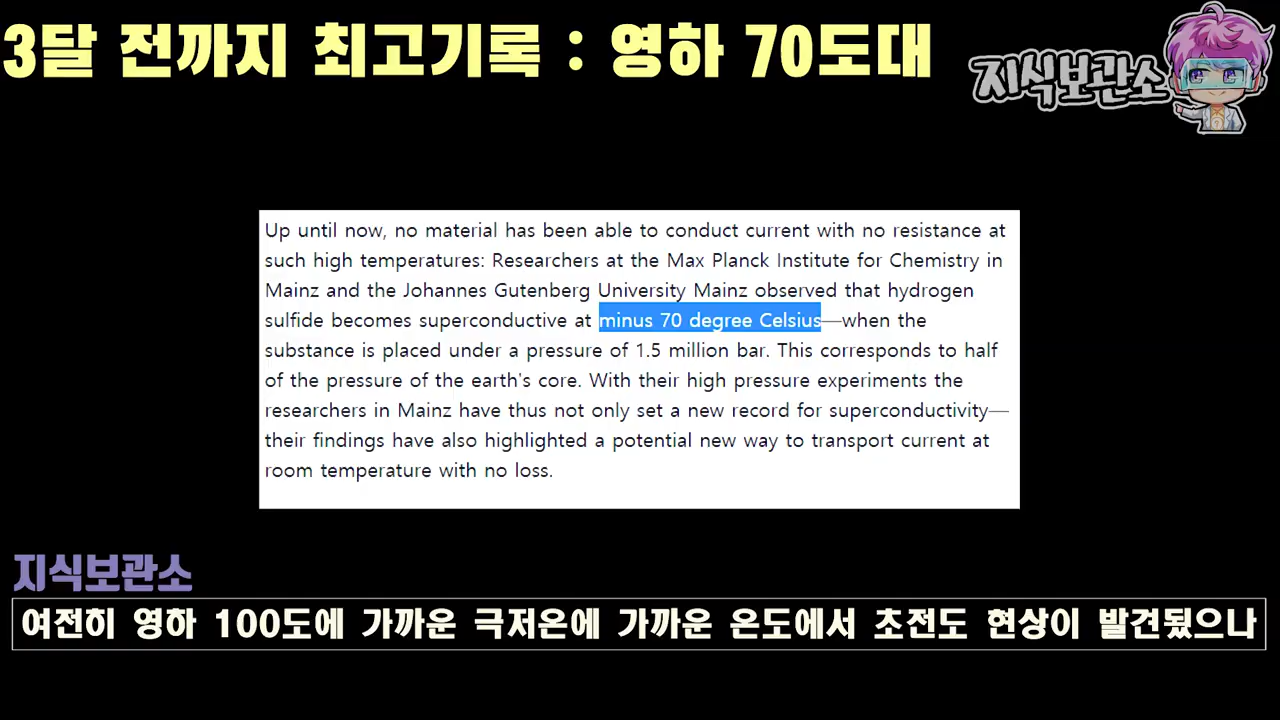 3달 전까지 최고기록 : 영하 70도대
지식보관소
Up until now, no material has been able to conduct current with no resistance at
such high temperatures: Researchers at the Max Planck Institute for Chemistry in
Mainz and the Johannes Gutenberg University Mainz observed that hydrogen
sulfide becomes superconductive at minus 70 degree Celsius—when the
substance is placed under a pressure of 1.5 million bar. This corresponds to half
of the pressure of the earth's core. With their high pressure experiments the
researchers in Mainz have thus not only set a new record for superconductivity—
their findings have also highlighted a potential new way to transport current at
room temperature with no loss.
지식보관소
여전히 영하 100도에 가까운 극저온에 가까운 온도에서 초전도 현상이 발견됐으나